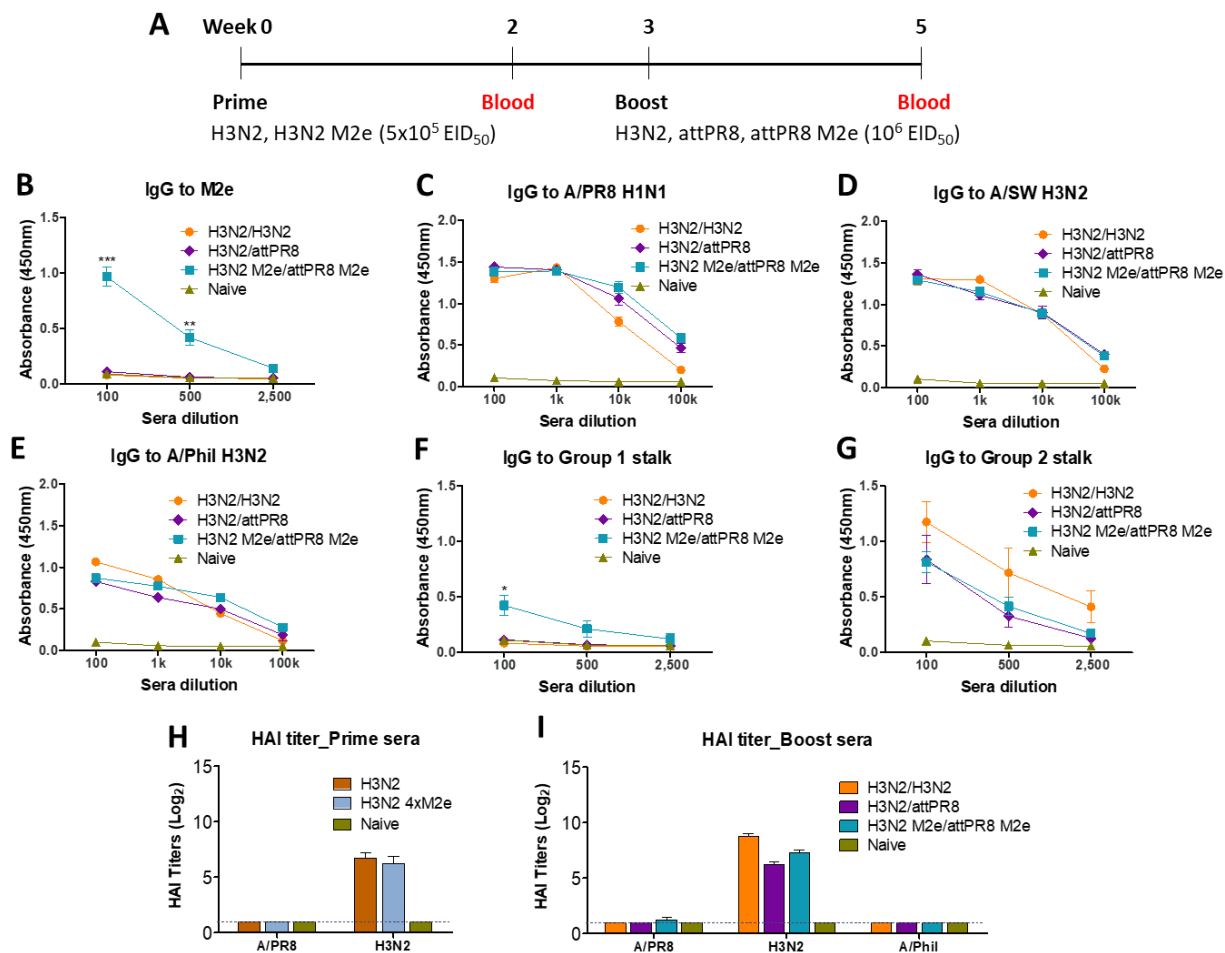 A
Week 0 2 3 5
Prime Blood Boost Blood
H3N2, H3N2 M2e (5x10⁵ EID₅₀) H3N2, attPR8, attPR8 M2e (10⁶ EID₅₀)
B
IgG to M2e
Absorbance (450nm)
1.5
1.0
0.5
0.0
H3N2/H3N2
H3N2/attPR8
H3N2 M2e/attPR8 M2e
Naive
***
**
100 500 2,500
Sera dilution
C
IgG to A/PR8 H1N1
Absorbance (450nm)
2.0
1.5
1.0
0.5
0.0
H3N2/H3N2
H3N2/attPR8
H3N2 M2e/attPR8 M2e
Naive
100 1k 10k 100k
Sera dilution
D
IgG to A/SW H3N2
Absorbance (450nm)
2.0
1.5
1.0
0.5
0.0
H3N2/H3N2
H3N2/attPR8
H3N2 M2e/attPR8 M2e
Naive
100 1k 10k 100k
Sera dilution
E
IgG to A/Phil H3N2
Absorbance (450nm)
2.0
1.5
1.0
0.5
0.0
H3N2/H3N2
H3N2/attPR8
H3N2 M2e/attPR8 M2e
Naive
100 1k 10k 100k
Sera dilution
F
IgG to Group 1 stalk
Absorbance (450nm)
1.5
1.0
0.5
0.0
H3N2/H3N2
H3N2/attPR8
H3N2 M2e/attPR8 M2e
Naive
*
100 500 2,500
Sera dilution
G
IgG to Group 2 stalk
Absorbance (450nm)
1.5
1.0
0.5
0.0
H3N2/H3N2
H3N2/attPR8
H3N2 M2e/attPR8 M2e
Naive
100 500 2,500
Sera dilution
H
HAI titer_Prime sera
HAI Titers (Log₂)
15
10
5
0
H3N2
H3N2 4xM2e
Naive
A/PR8 H3N2
I
HAI titer_Boost sera
HAI Titers (Log₂)
15
10
5
0
H3N2/H3N2
H3N2/attPR8
H3N2 M2e/attPR8 M2e
Naive
A/PR8 H3N2 A/Phil